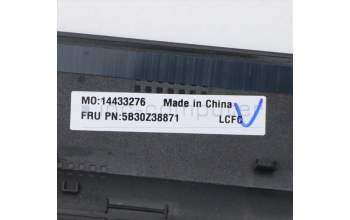 MO:14433276 Made in China
FRU PN:5B30Z38871 LCFC